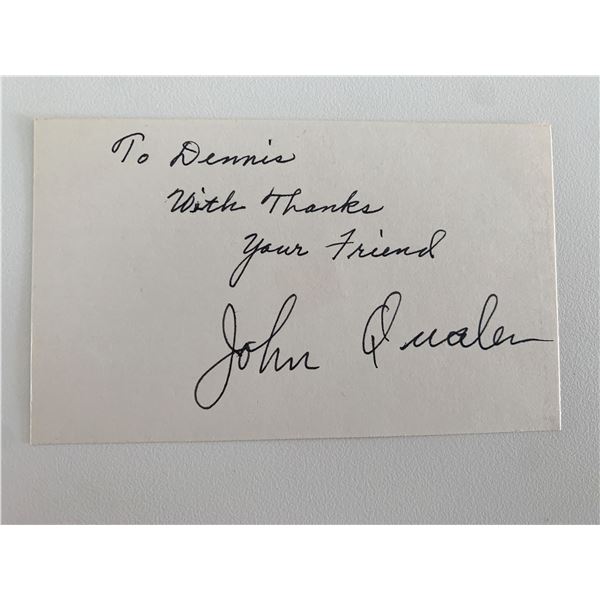 To Dennis
With Thanks
Your Friend
John Qualen